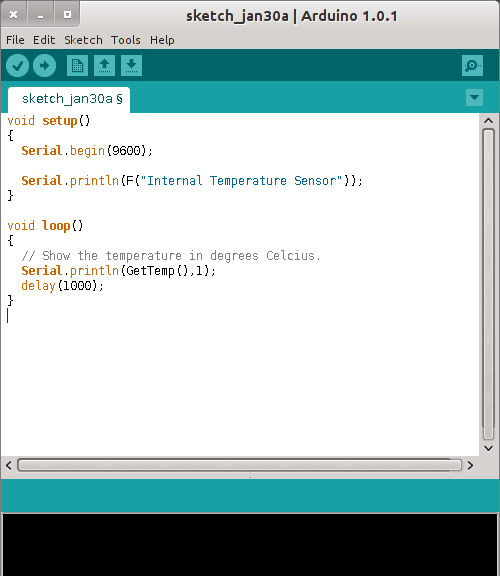 sketch_jan30a | Arduino 1.0.1
File Edit Sketch Tools Help
sketch_jan30a §
void setup()
{
  Serial.begin(9600);

  Serial.println(F("Internal Temperature Sensor"));
}

void loop()
{
  // Show the temperature in degrees Celcius.
  Serial.println(GetTemp(),1);
  delay(1000);
}